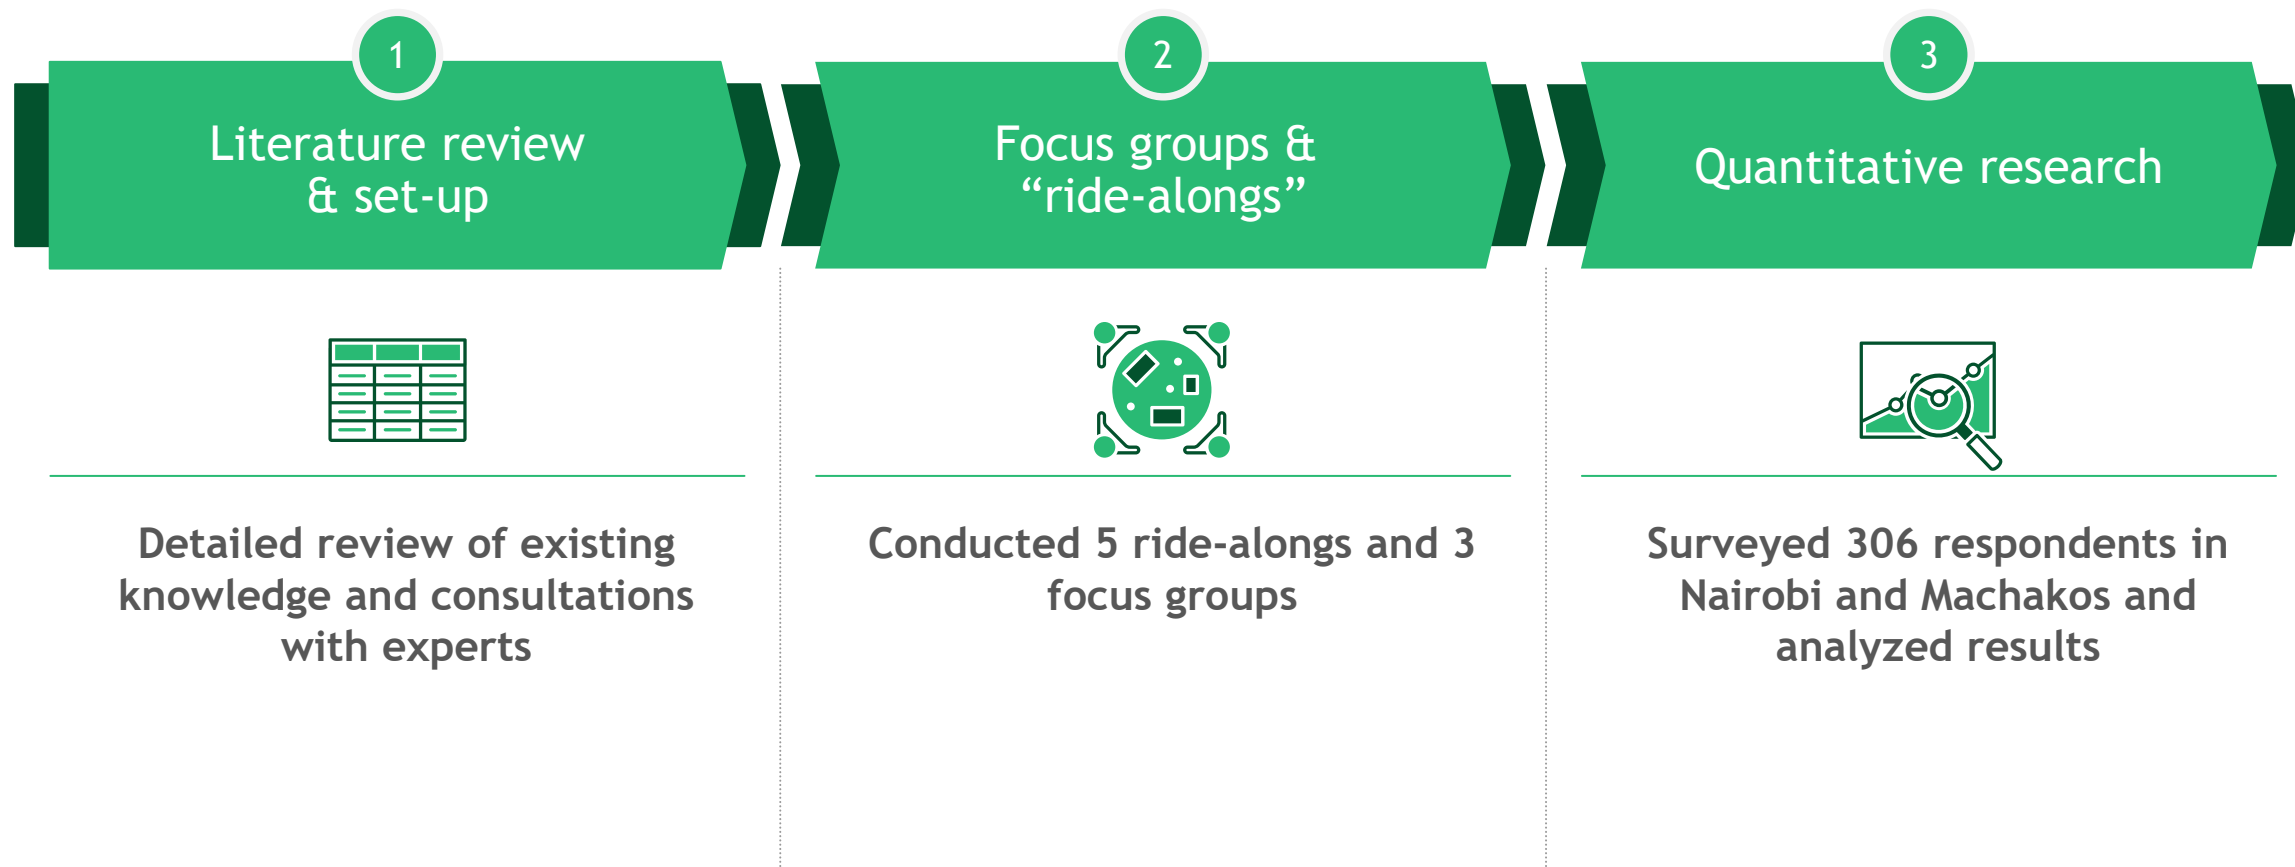 1
Literature review
& set-up
Detailed review of existing
knowledge and consultations
with experts
2
Focus groups &
“ride-alongs”
Conducted 5 ride-alongs and 3
focus groups
3
Quantitative research
Surveyed 306 respondents in
Nairobi and Machakos and
analyzed results